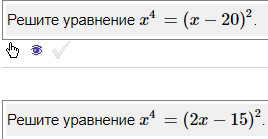 Решите уравнение x⁴ = (x − 20)².
Решите уравнение x⁴ = (2x − 15)².